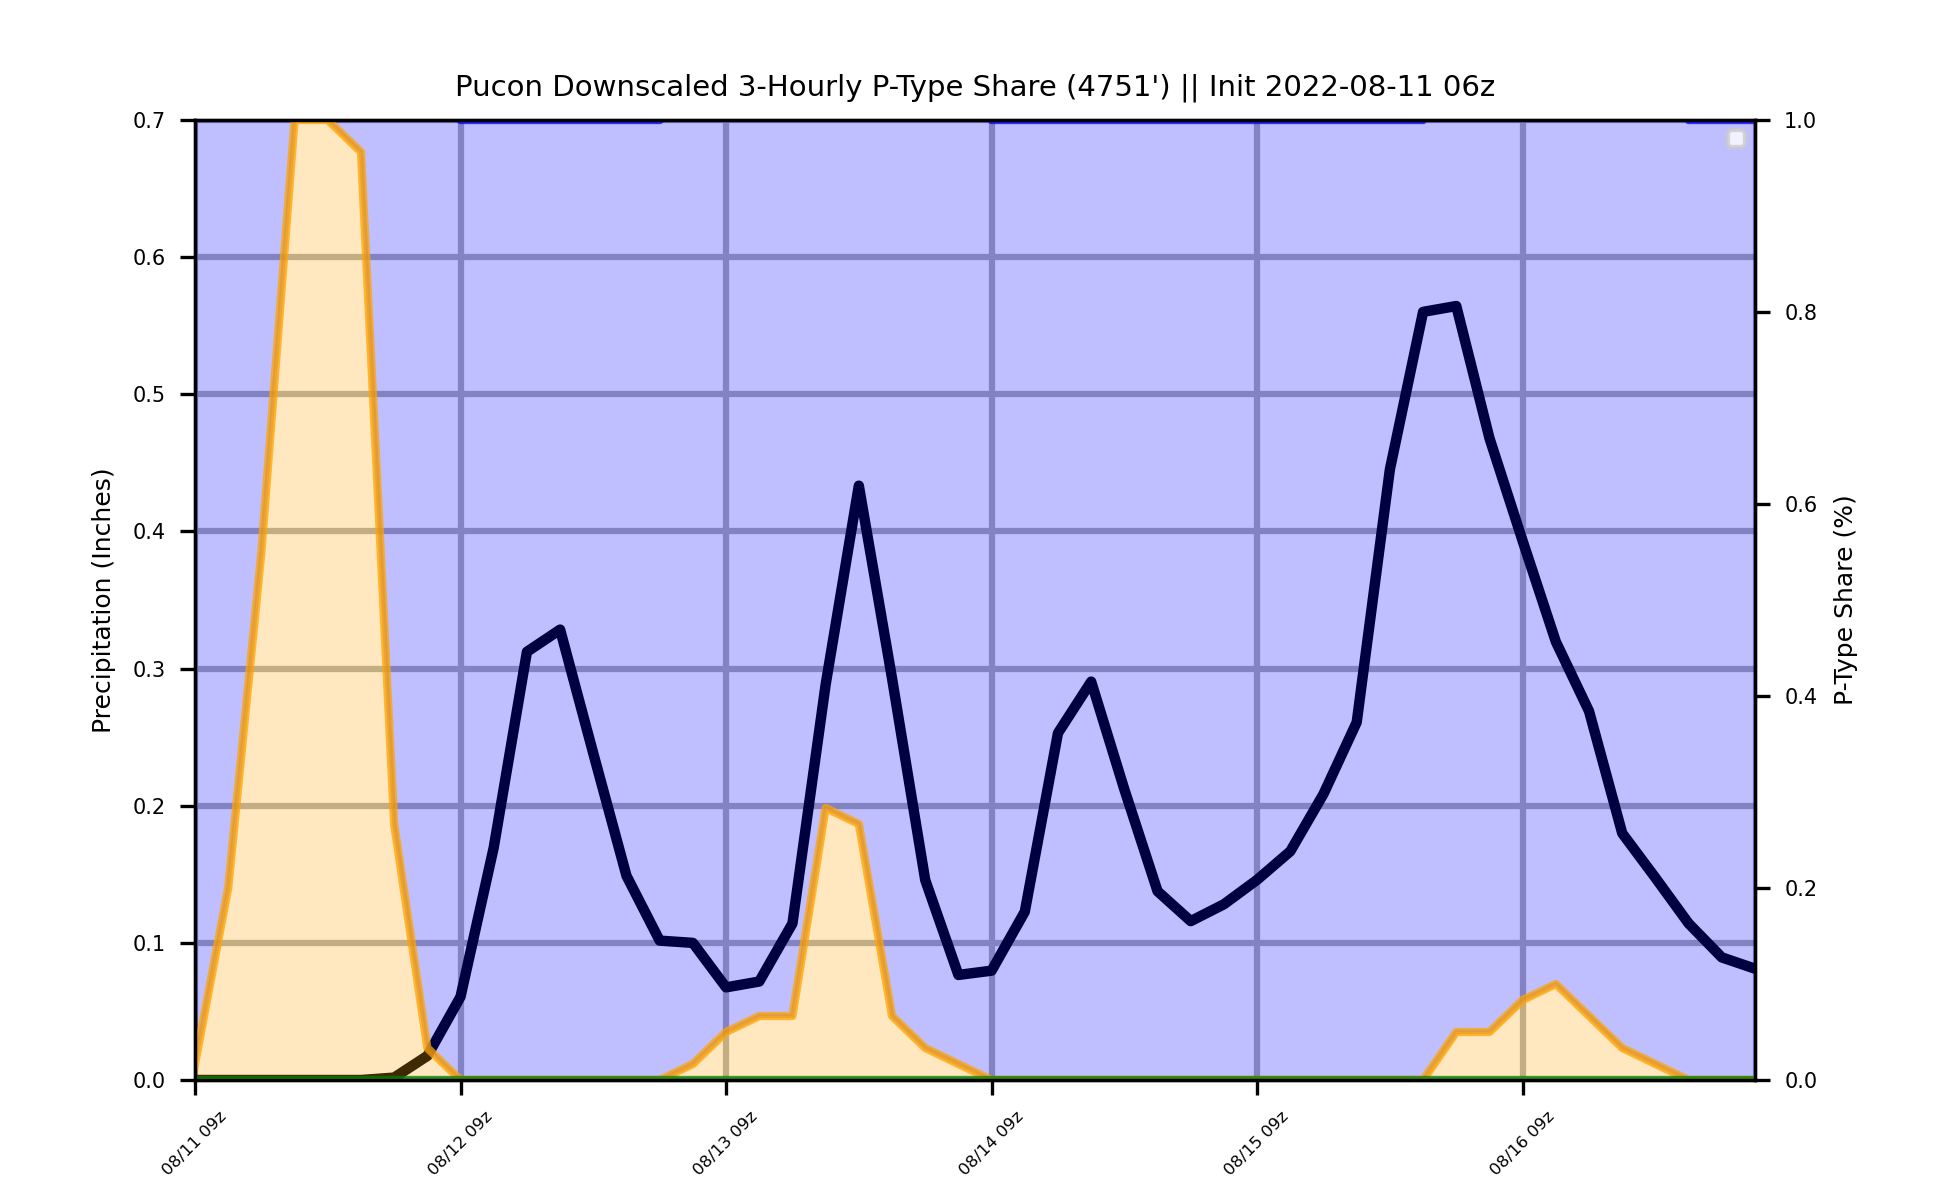 Pucon Downscaled 3-Hourly P-Type Share (4751') || Init 2022-08-11 06z
0.7
0.6
0.5
0.4
0.3
0.2
0.1
0.0
Precipitation (Inches)
1.0
0.8
0.6
0.4
0.2
0.0
P-Type Share (%)
08/11 09z
08/12 09z
08/13 09z
08/14 09z
08/15 09z
08/16 09z